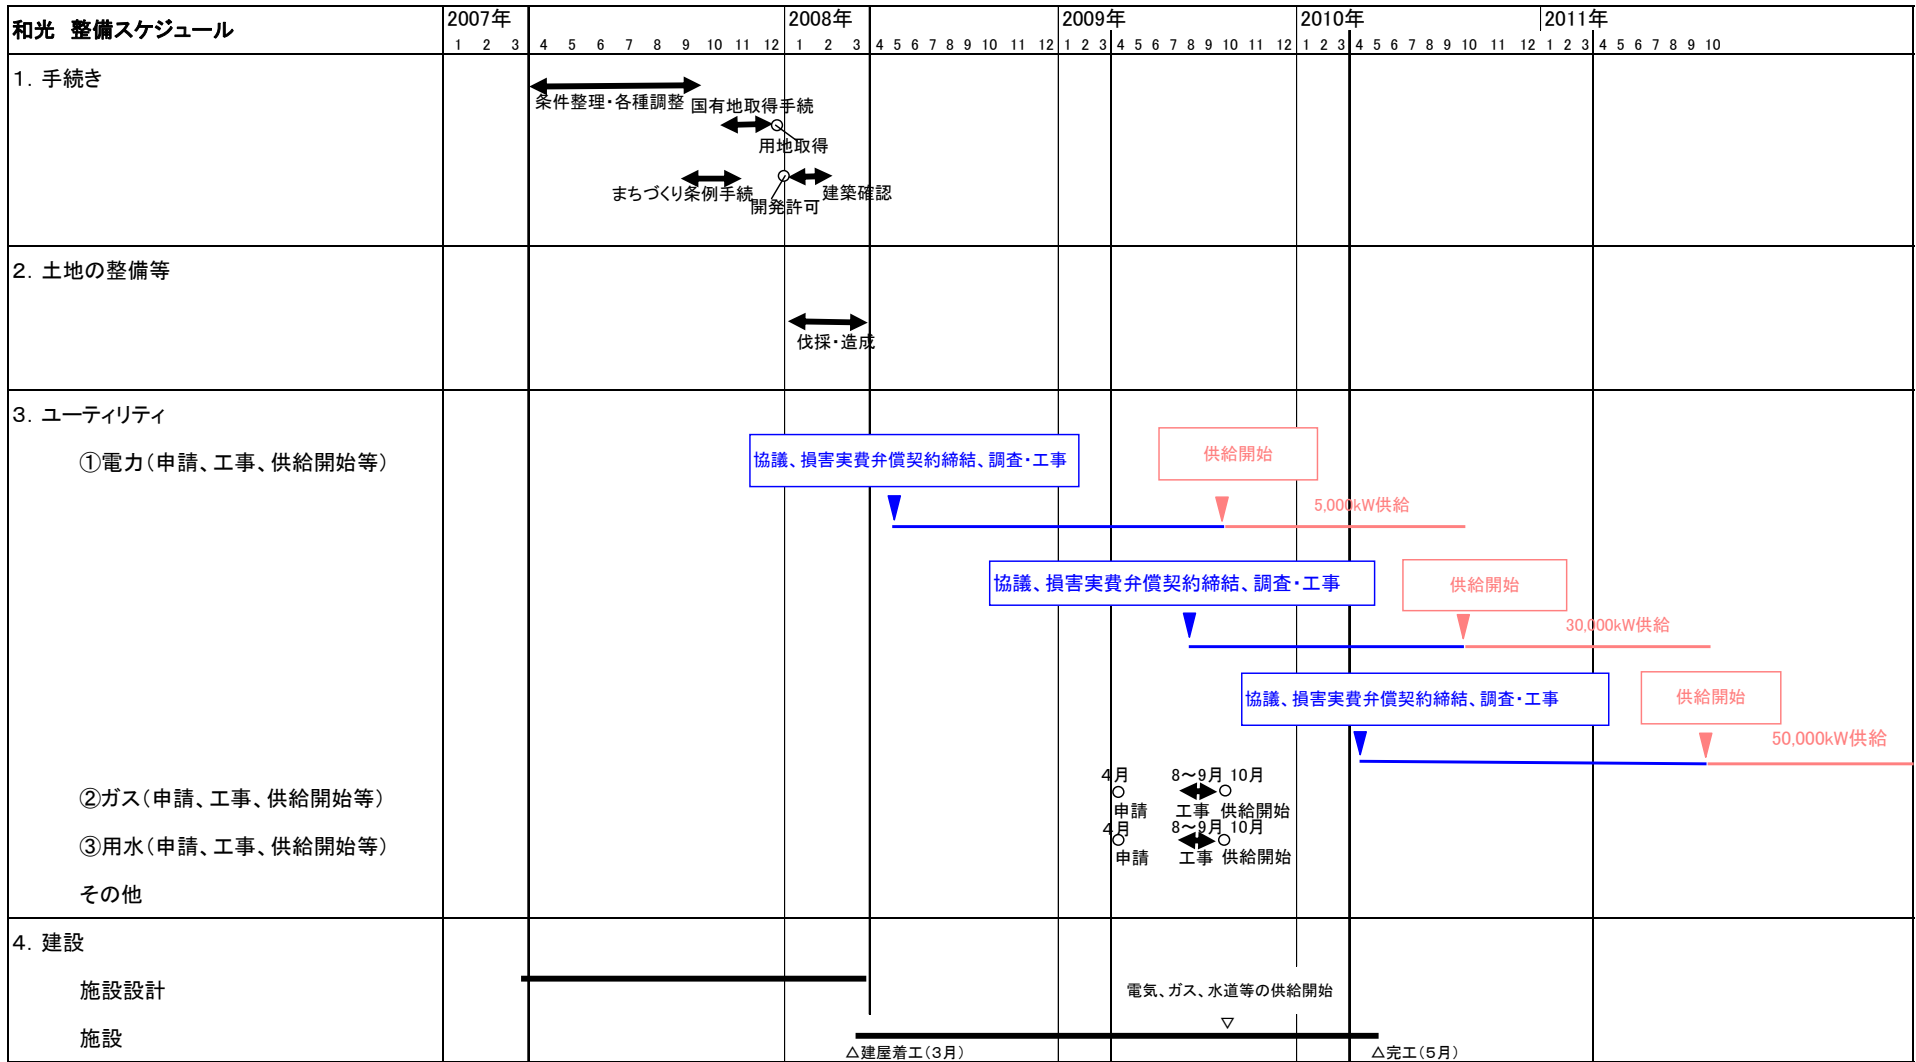 和光 整備スケジュール
2007年 2008年 2009年 2010年 2011年
1 2 3 4 5 6 7 8 9 10 11 12 1 2 3 4 5 6 7 8 9 10 11 12 1 2 3 4 5 6 7 8 9 10 11 12 1 2 3 4 5 6 7 8 9 10 11 12 1 2 3 4 5 6 7 8 9 10
1. 手続き
条件整理・各種調整 国有地取得手続
用地取得
まちづくり条例手続 建築確認
開発許可
2. 土地の整備等
伐採・造成
3. ユーティリティ
①電力(申請、工事、供給開始等)
協議、損害実費弁償契約締結、調査・工事
供給開始
5,000kW供給
協議、損害実費弁償契約締結、調査・工事
供給開始
30,000kW供給
協議、損害実費弁償契約締結、調査・工事
供給開始
50,000kW供給
②ガス(申請、工事、供給開始等)
4月 8～9月 10月
申請 工事 供給開始
③用水(申請、工事、供給開始等)
4月 8～9月 10月
申請 工事 供給開始
その他
4. 建設
施設設計
電気、ガス、水道等の供給開始
▽
施設
△建屋着工(3月) △完工(5月)